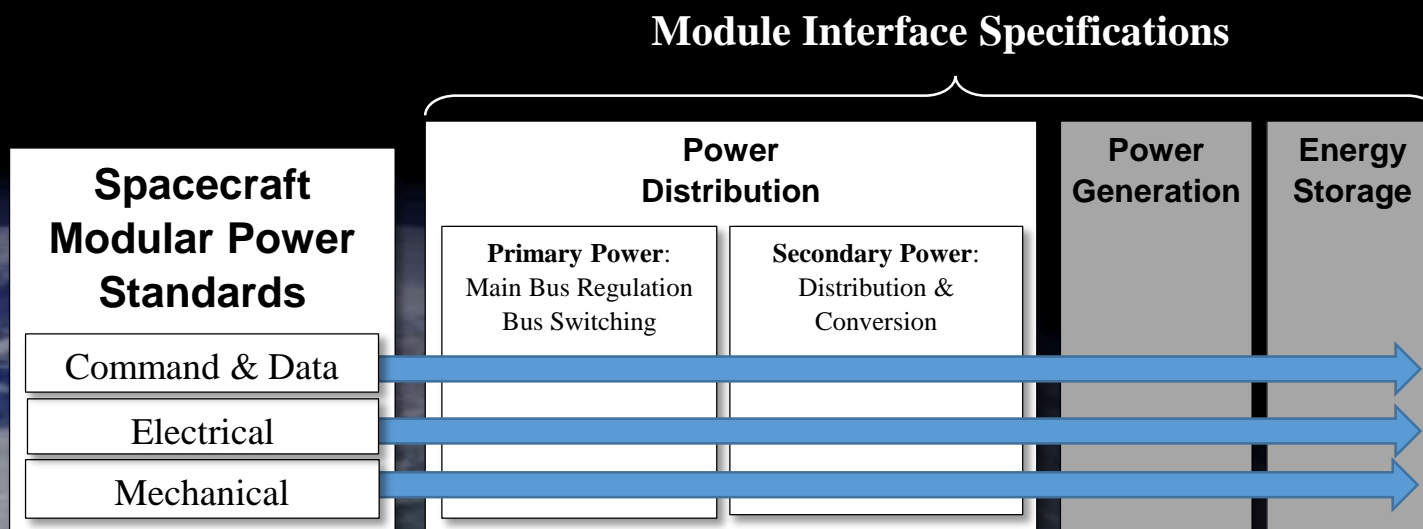 Module Interface Specifications
Spacecraft
Modular Power
Standards
Command & Data
Electrical
Mechanical
Power
Distribution
Primary Power:
Main Bus Regulation
Bus Switching
Secondary Power:
Distribution &
Conversion
Power
Generation
Energy
Storage